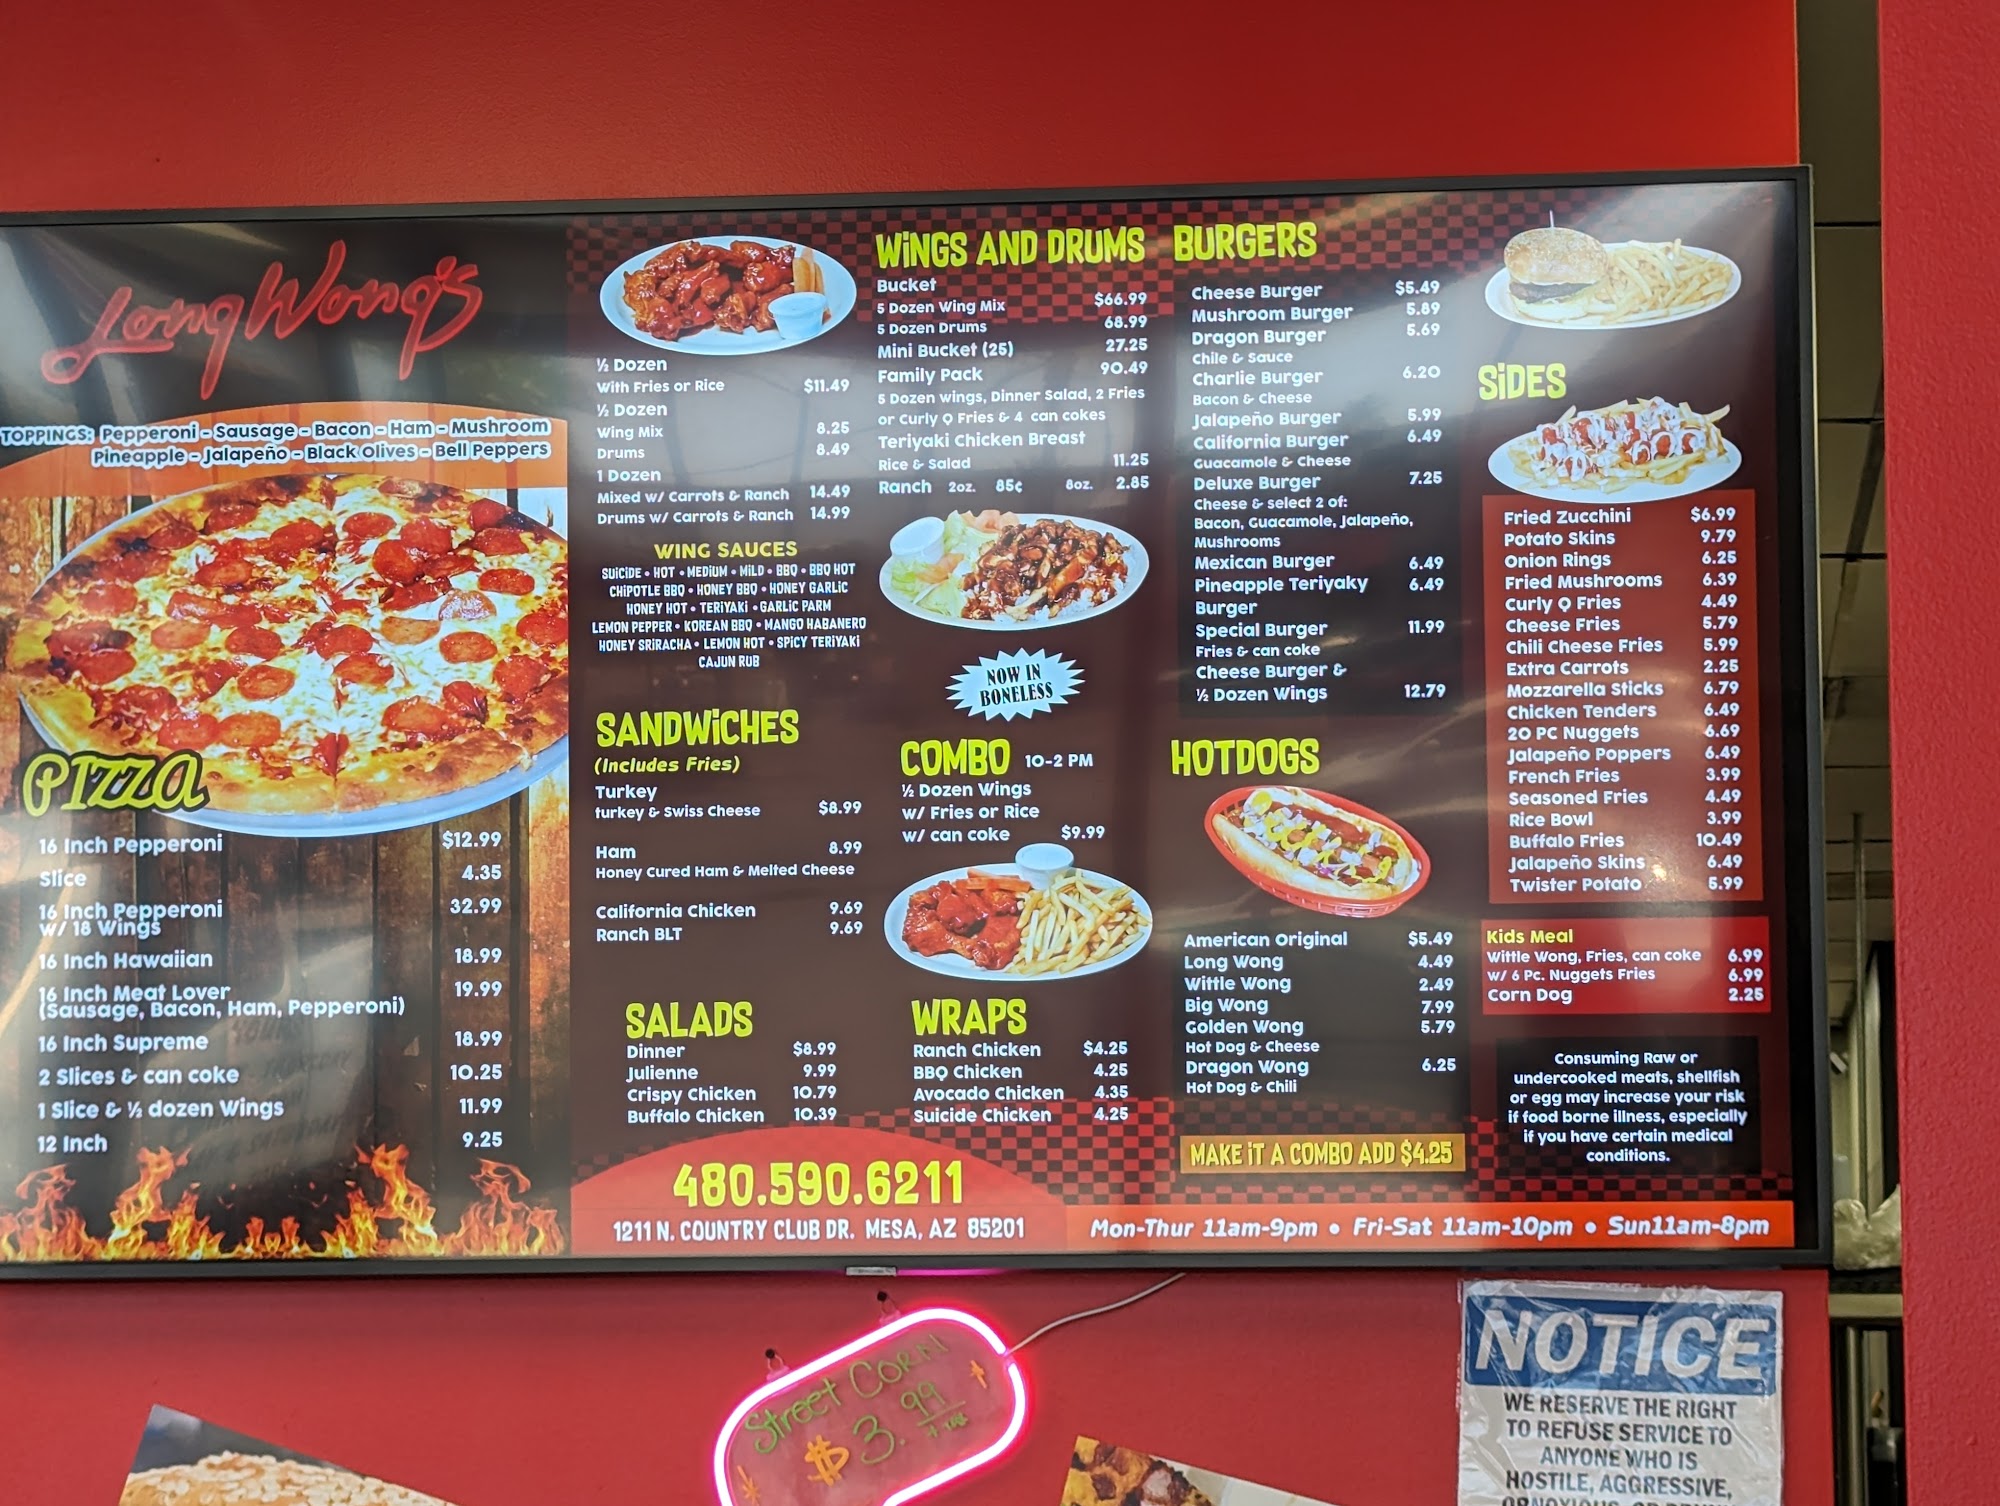 Long Wong's
TOPPINGS: Pepperoni - Sausage - Bacon - Ham - Mushroom
Pineapple - Jalapeño - Black Olives - Bell Peppers
PIZZA
16 Inch Pepperoni $12.99
Slice 4.35
16 Inch Pepperoni 32.99
w/ 18 Wings
16 Inch Hawaiian 18.99
16 Inch Meat Lover 19.99
(Sausage, Bacon, Ham, Pepperoni)
16 Inch Supreme 18.99
2 Slices & can coke 10.25
1 Slice & ½ dozen Wings 11.99
12 Inch 9.25
½ Dozen
With Fries or Rice $11.49
½ Dozen
Wing Mix 8.25
Drums 8.49
1 Dozen
Mixed w/ Carrots & Ranch 14.49
Drums w/ Carrots & Ranch 14.99
WING SAUCES
SUICIDE • HOT • MEDIUM • MILD • BBQ • BBQ HOT
CHIPOTLE BBQ • HONEY BBQ • HONEY GARLIC
HONEY HOT • TERIYAKI • GARLIC PARM
LEMON PEPPER • KOREAN BBQ • MANGO HABANERO
HONEY SRIRACHA • LEMON HOT • SPICY TERIYAKI
CAJUN RUB
SANDWICHES
(Includes Fries)
Turkey
turkey & Swiss Cheese $8.99
Ham 8.99
Honey Cured Ham & Melted Cheese
California Chicken 9.69
Ranch BLT 9.69
SALADS
Dinner $8.99
Julienne 9.99
Crispy Chicken 10.79
Buffalo Chicken 10.39
WINGS AND DRUMS
Bucket
5 Dozen Wing Mix $66.99
5 Dozen Drums 68.99
Mini Bucket (25) 27.25
Family Pack 90.49
5 Dozen wings, Dinner Salad, 2 Fries
or Curly Q Fries & 4 can cokes
Teriyaki Chicken Breast
Rice & Salad 11.25
Ranch 2oz. 85¢ 8oz. 2.85
NOW IN
BONELESS
COMBO 10-2 PM
½ Dozen Wings
w/ Fries or Rice
w/ can coke $9.99
WRAPS
Ranch Chicken $4.25
BBQ Chicken 4.25
Avocado Chicken 4.35
Suicide Chicken 4.25
BURGERS
Cheese Burger $5.49
Mushroom Burger 5.89
Dragon Burger 5.69
Chile & Sauce
Charlie Burger 6.20
Bacon & Cheese
Jalapeño Burger 5.99
California Burger 6.49
Guacamole & Cheese
Deluxe Burger 7.25
Cheese & select 2 of:
Bacon, Guacamole, Jalapeño,
Mushrooms
Mexican Burger 6.49
Pineapple Teriyaky 6.49
Burger
Special Burger 11.99
Fries & can coke
Cheese Burger &
½ Dozen Wings 12.79
HOTDOGS
American Original $5.49
Long Wong 4.49
Wittle Wong 2.49
Big Wong 7.99
Golden Wong 5.79
Hot Dog & Cheese
Dragon Wong 6.25
Hot Dog & Chili
MAKE IT A COMBO ADD $4.25
SIDES
Fried Zucchini $6.99
Potato Skins 9.79
Onion Rings 6.25
Fried Mushrooms 6.39
Curly Q Fries 4.49
Cheese Fries 5.79
Chili Cheese Fries 5.99
Extra Carrots 2.25
Mozzarella Sticks 6.79
Chicken Tenders 6.49
20 PC Nuggets 6.69
Jalapeño Poppers 6.49
French Fries 3.99
Seasoned Fries 4.49
Rice Bowl 3.99
Buffalo Fries 10.49
Jalapeño Skins 6.49
Twister Potato 5.99
Kids Meal
Wittle Wong, Fries, can coke 6.99
w/ 6 Pc. Nuggets Fries 6.99
Corn Dog 2.25
Consuming Raw or
undercooked meats, shellfish
or egg may increase your risk
if food borne illness, especially
if you have certain medical
conditions.
480.590.6211
1211 N. COUNTRY CLUB DR. MESA, AZ 85201
Mon-Thur 11am-9pm • Fri-Sat 11am-10pm • Sun11am-8pm
Street Corn
$3.99
+ TAX
NOTICE
WE RESERVE THE RIGHT
TO REFUSE SERVICE TO
ANYONE WHO IS
HOSTILE, AGGRESSIVE,